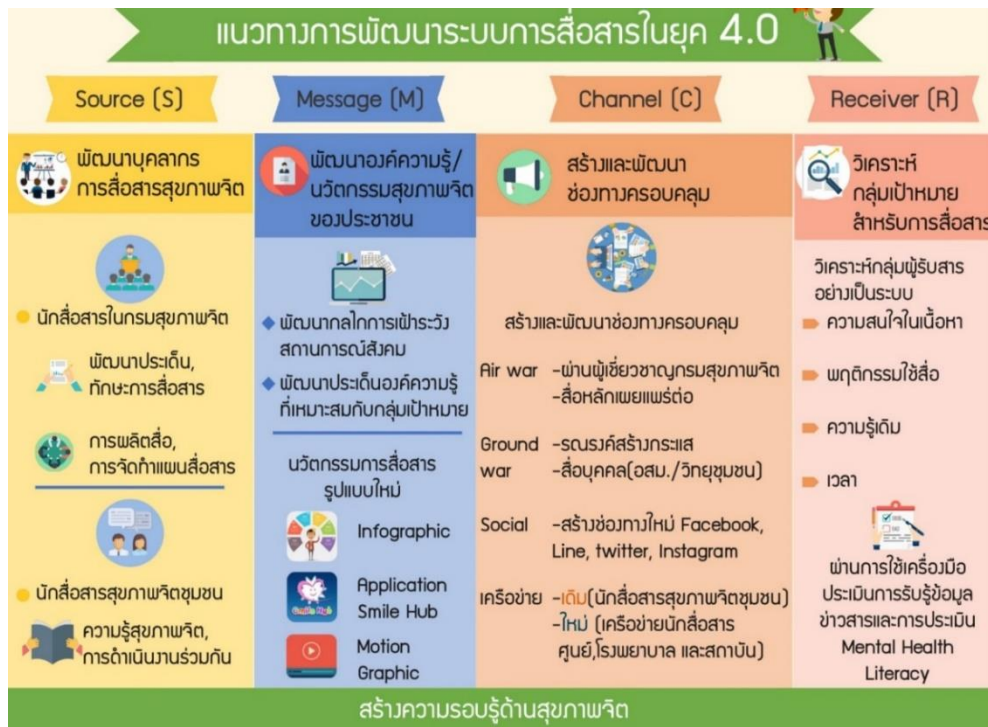 แนวทางการพัฒนาระบบการสื่อสารในยุค 4.0
Source (S)
พัฒนาบุคลากร
การสื่อสารสุขภาพจิต
นักสื่อสารในกรมสุขภาพจิต
พัฒนาประเด็น,
ทักษะการสื่อสาร
การผลิตสื่อ,
การจัดทำแผนสื่อสาร
นักสื่อสารสุขภาพจิตชุมชน
ความรู้สุขภาพจิต,
การดำเนินงานร่วมกัน
Message (M)
พัฒนาองค์ความรู้/
นวัตกรรมสุขภาพจิต
ของประชาชน
พัฒนากลไกการเฝ้าระวัง
สถานการณ์สังคม
พัฒนาประเด็นองค์ความรู้
ที่เหมาะสมกับกลุ่มเป้าหมาย
นวัตกรรมการสื่อสาร
รูปแบบใหม่
Infographic
Smile Hub
Application
Smile Hub
Motion
Graphic
Channel (C)
สร้างและพัฒนา
ช่องทางครอบคลุม
สร้างและพัฒนาช่องทางครอบคลุม
Air war -ผ่านผู้เชี่ยวชาญกรมสุขภาพจิต
-สื่อหลักเผยแพร่ต่อ
Ground -รณรงค์สร้างกระแส
war -สื่อบุคคล(อสม./วิทยุชุมชน)
Social -สร้างช่องทางใหม่ Facebook,
Line, twitter, Instagram
เครือข่าย -เดิม(นักสื่อสารสุขภาพจิตชุมชน)
-ใหม่ (เครือข่ายนักสื่อสาร
ศูนย์,โรงพยาบาล และสถาบัน)
Receiver (R)
วิเคราะห์
กลุ่มเป้าหมาย
สำหรับการสื่อสาร
วิเคราะห์กลุ่มผู้รับสาร
อย่างเป็นระบบ
ความสนใจในเนื้อหา
พฤติกรรมใช้สื่อ
ความรู้เดิม
เวลา
ผ่านการใช้เครื่องมือ
ประเมินการรับรู้ข้อมูล
ข่าวสารและการประเมิน
Mental Health
Literacy
สร้างความรอบรู้ด้านสุขภาพจิต